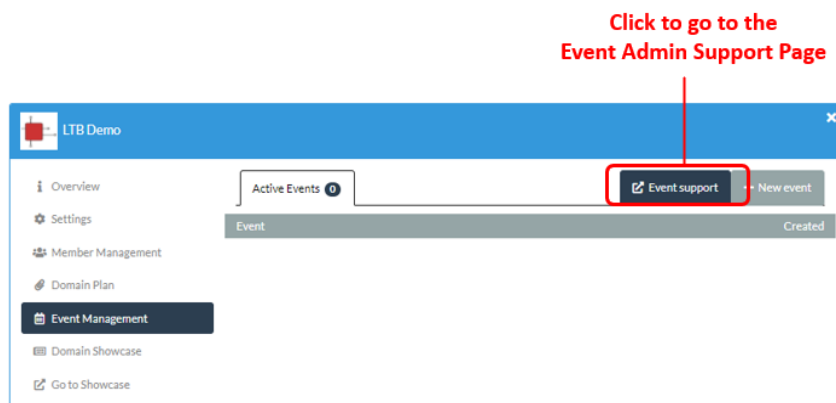 Click to go to the
Event Admin Support Page
LTB Demo
Overview
Settings
Member Management
Domain Plan
Event Management
Domain Showcase
Go to Showcase
Active Events 0
Event support
New event
Event
Created